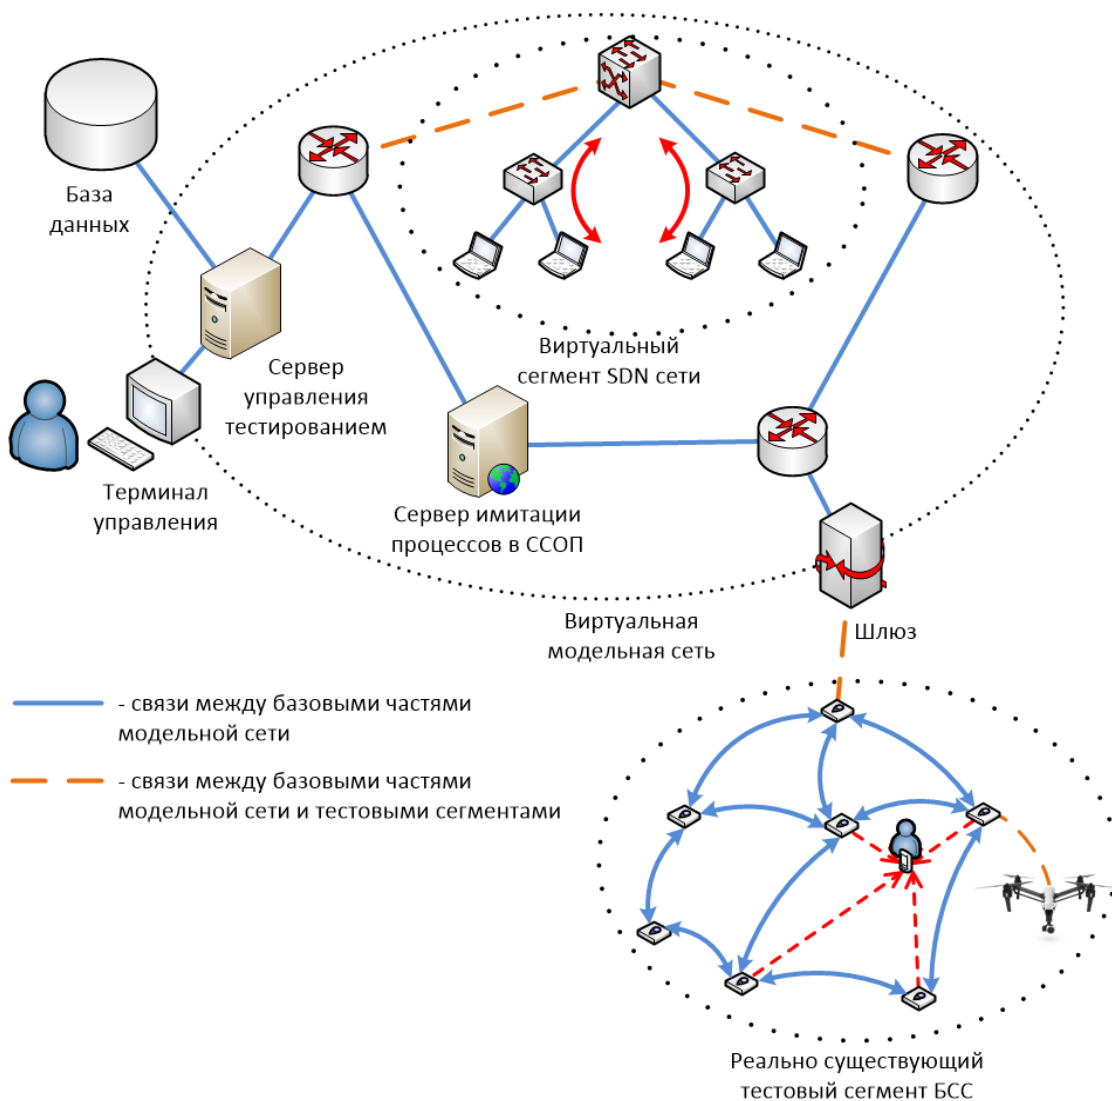 База
данных
Виртуальный
сегмент SDN сети
Сервер
управления
тестированием
Терминал
управления
Сервер имитации
процессов в ССОП
Виртуальная
модельная сеть
Шлюз
- связи между базовыми частями
модельной сети
- связи между базовыми частями
модельной сети и тестовыми сегментами
Реально существующий
тестовый сегмент БСС